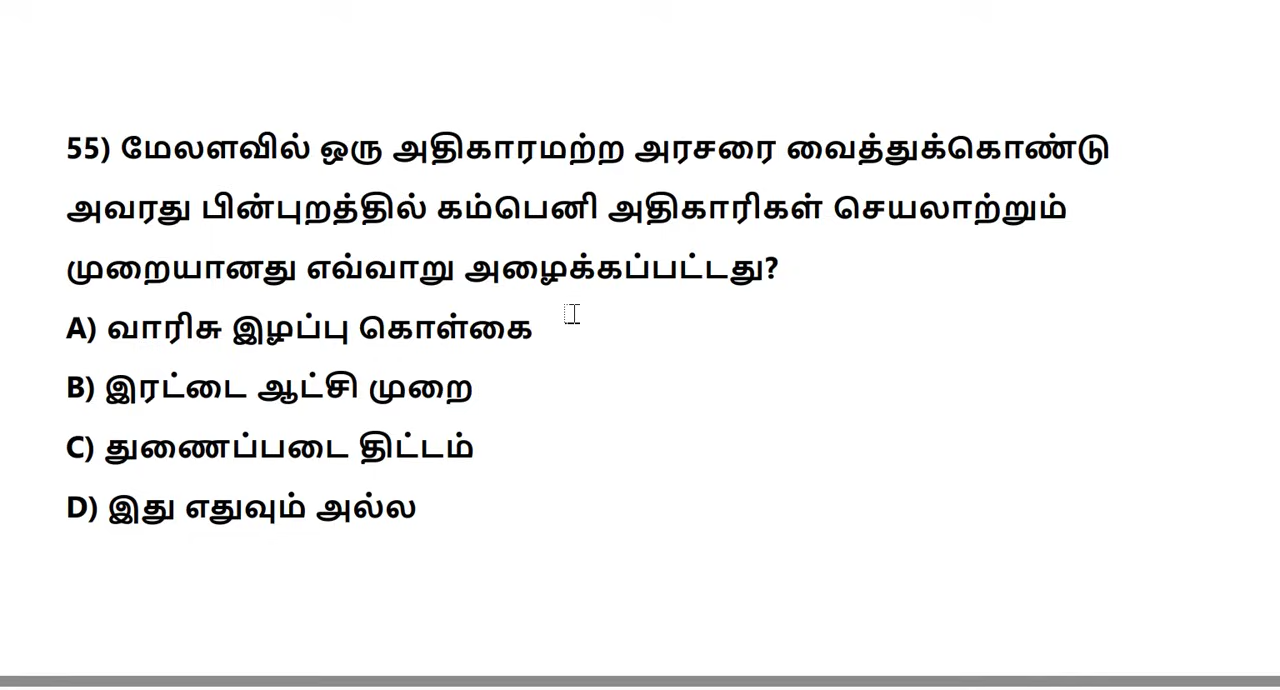 55) மேலளவில் ஒரு அதிகாரமற்ற அரசரை வைத்துக்கொண்டு
அவரது பின்புறத்தில் கம்பெனி அதிகாரிகள் செயலாற்றும்
முறையானது எவ்வாறு அழைக்கப்பட்டது?
A) வாரிசு இழப்பு கொள்கை
B) இரட்டை ஆட்சி முறை
C) துணைப்படை திட்டம்
D) இது எதுவும் அல்ல